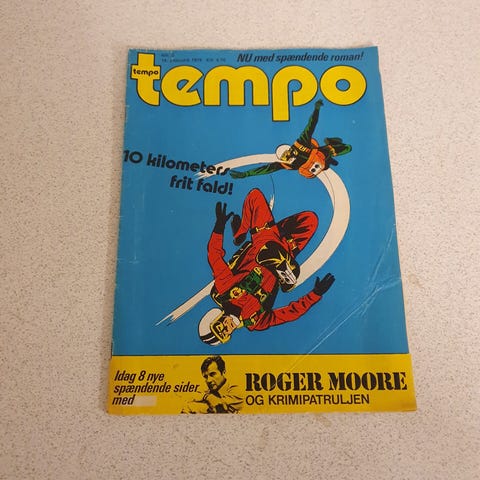 NU med spændende roman!
tempo
tempo
10 kilometers
frit fald!
Idag 8 nye
spændende sider
med
ROGER MOORE
OG KRIMIPATRULJEN